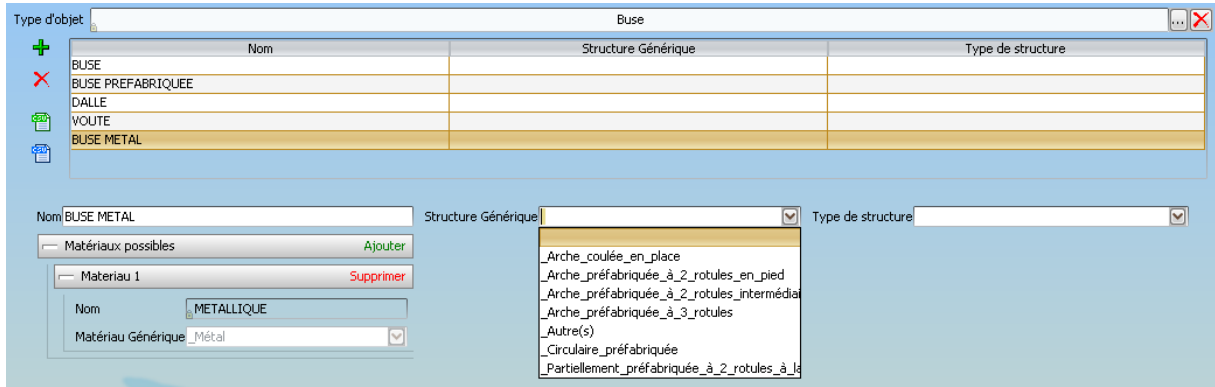 Type d'objet Buse ...
Nom Structure Générique Type de structure
BUSE
BUSE PREFABRIQUEE
DALLE
VOUTE
BUSE METAL
Nom BUSE METAL Structure Générique Type de structure
Matériaux possibles Ajouter
Materiau 1 Supprimer
Nom METALLIQUE
Matériau Générique _Métal
_Arche_coulée_en_place
_Arche_préfabriquée_à_2_rotules_en_pied
_Arche_préfabriquée_à_2_rotules_intermédiai
_Arche_préfabriquée_à_3_rotules
_Autre(s)
_Circulaire_préfabriquée
_Partiellement_préfabriquée_à_2_rotules_à_la